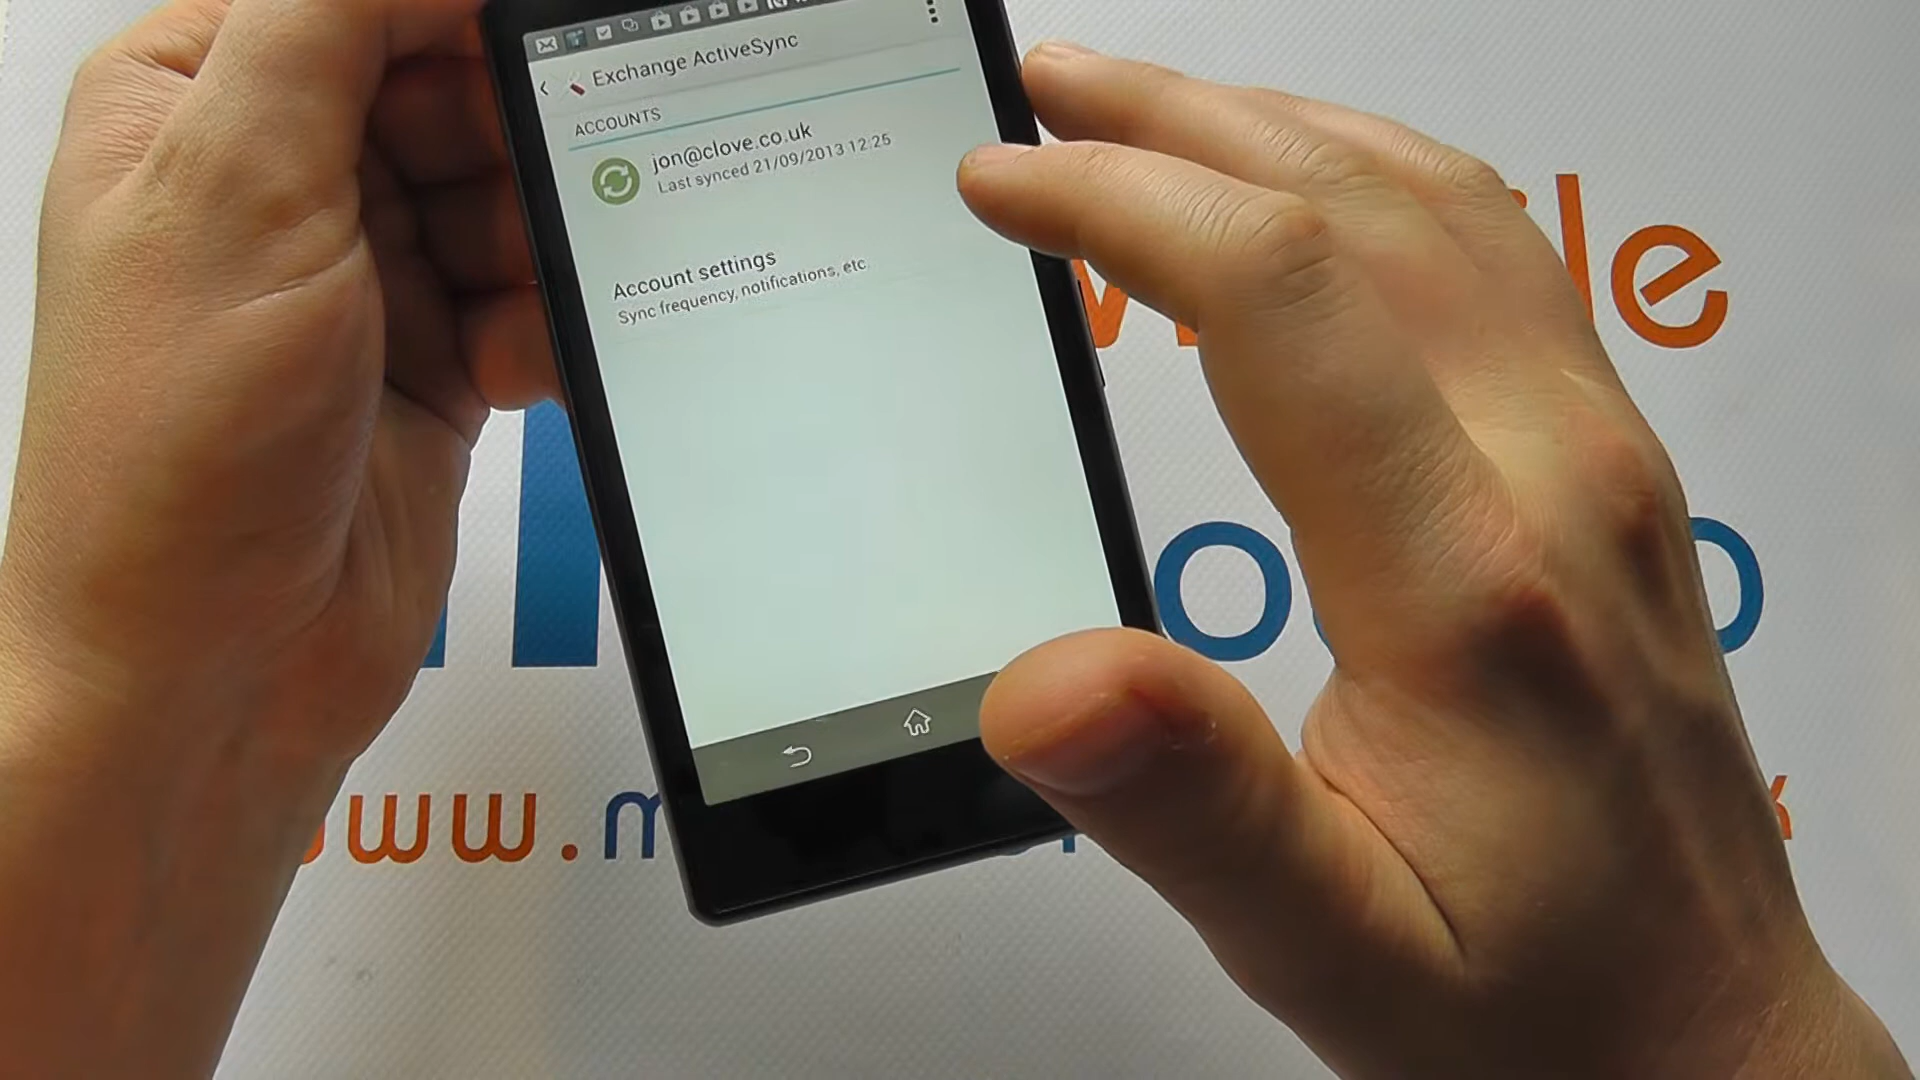 Exchange ActiveSync
ACCOUNTS
jon@clove.co.uk
Last synced 21/09/2013 12:25
Account settings
Sync frequency, notifications, etc.
www.m